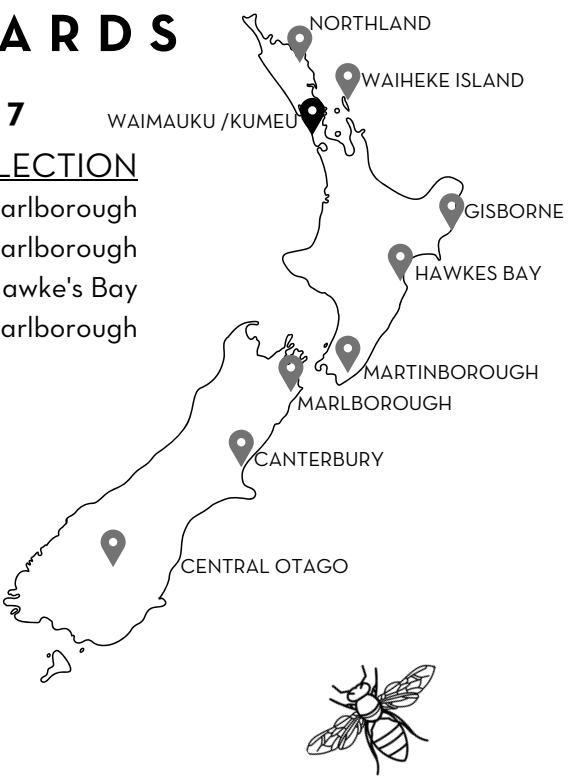 ARDS
7
LECTION
arlborough
arlborough
awke's Bay
arlborough
NORTHLAND
WAIHEKE ISLAND
WAIMAUKU /KUMEU
GISBORNE
HAWKES BAY
MARTINBOROUGH
MARLBOROUGH
CANTERBURY
CENTRAL OTAGO